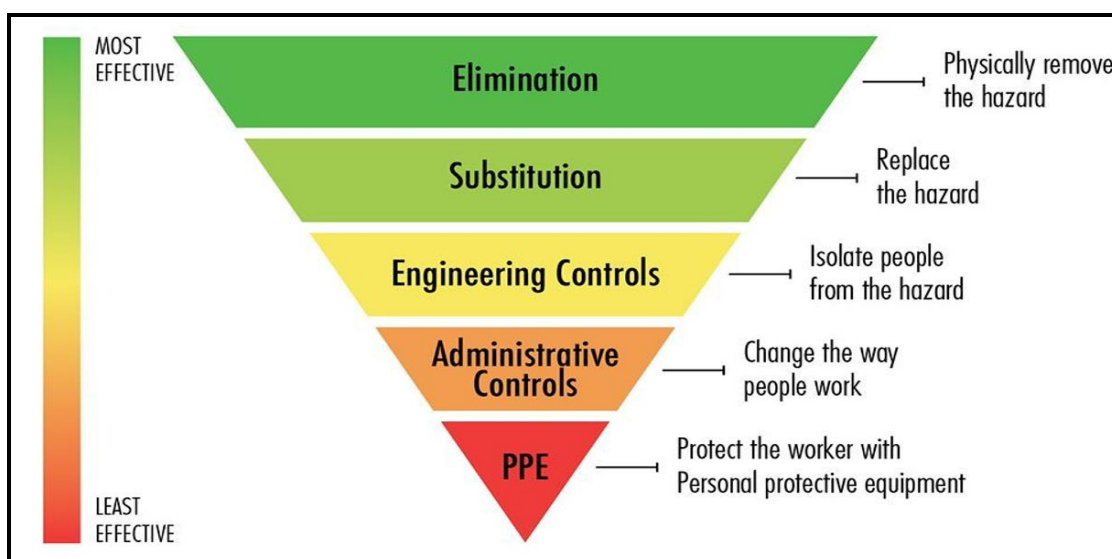 MOST
EFFECTIVE
Elimination
Physically remove
the hazard
Substitution
Replace
the hazard
Engineering Controls
Isolate people
from the hazard
Administrative
Controls
Change the way
people work
PPE
Protect the worker with
Personal protective equipment
LEAST
EFFECTIVE